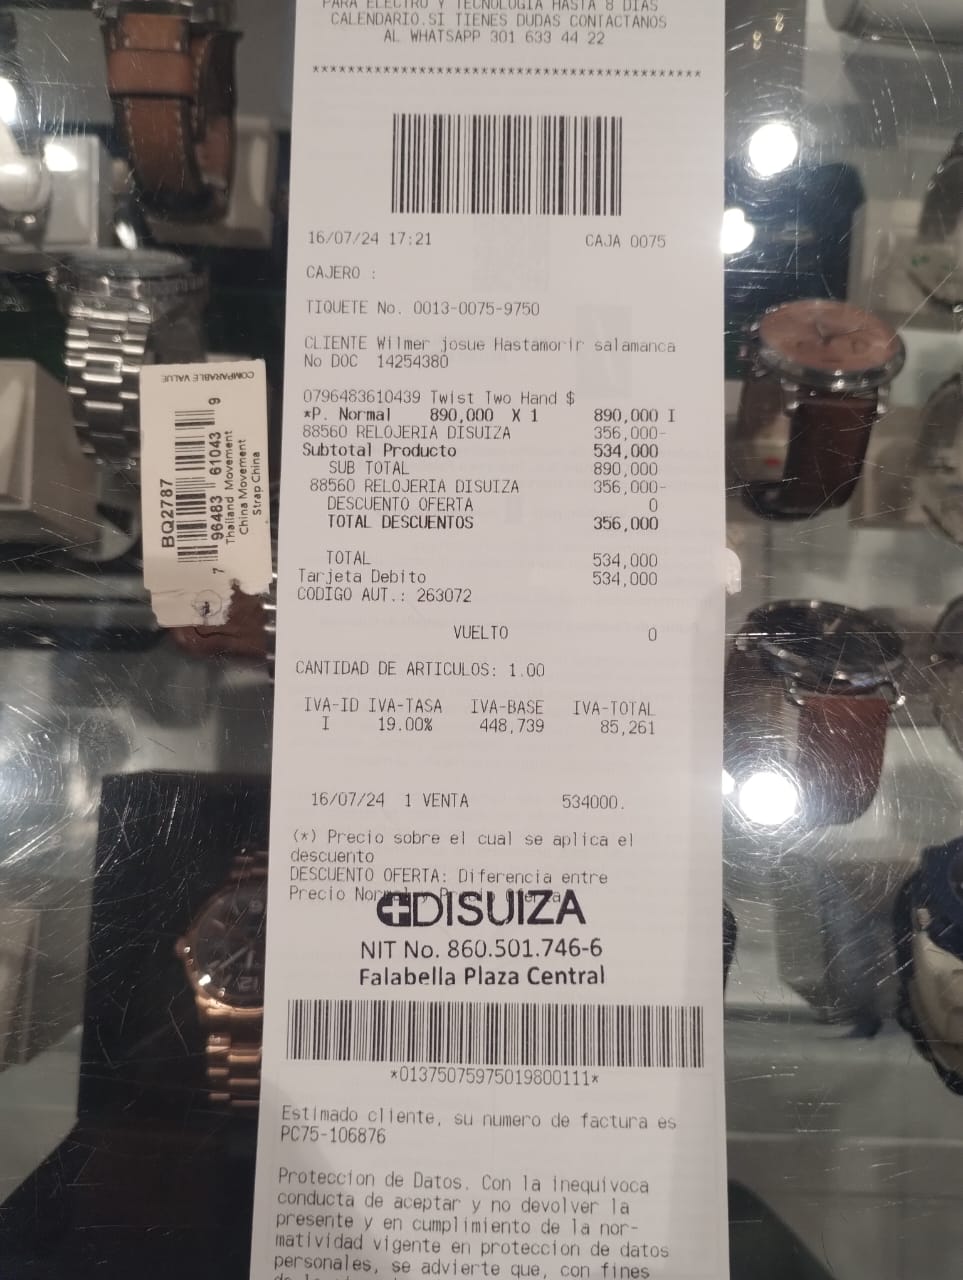 PARA ELECTRO Y TECNOLOGIA HASTA 8 DIAS
CALENDARIO.SI TIENES DUDAS CONTACTANOS
AL WHATSAPP 301 633 44 22
****************************************
16/07/24 17:21 CAJA 0075
CAJERO :
TIQUETE No. 0013-0075-9750
CLIENTE Wilmer josue Hastamorir salamanca
No DOC 14254380
0796483610439 Twist Two Hand $
*P. Normal 890,000 X 1 890,000 I
88560 RELOJERIA DISUIZA 356,000-
Subtotal Producto 534,000
SUB TOTAL 890,000
88560 RELOJERIA DISUIZA 356,000-
DESCUENTO OFERTA 0
TOTAL DESCUENTOS 356,000
TOTAL 534,000
Tarjeta Debito 534,000
CODIGO AUT.: 263072
VUELTO 0
CANTIDAD DE ARTICULOS: 1.00
IVA-ID IVA-TASA IVA-BASE IVA-TOTAL
I 19.00% 448,739 85,261
16/07/24 1 VENTA 534000.
(*) Precio sobre el cual se aplica el
descuento
DESCUENTO OFERTA: Diferencia entre
Precio Normal y Precio Oferta
DISUIZA
NIT No. 860.501.746-6
Falabella Plaza Central
*01375075975019800111*
Estimado cliente, su numero de factura es
PC75-106876
Proteccion de Datos. Con la inequivoca
conducta de aceptar y no devolver la
presente y en cumplimiento de la nor-
matividad vigente en proteccion de datos
personales, se advierte que, con fines
COMPARABLE VALUE
BQ2787
7 96483 61043 9
Thailand Movement
China Movement
Strap China